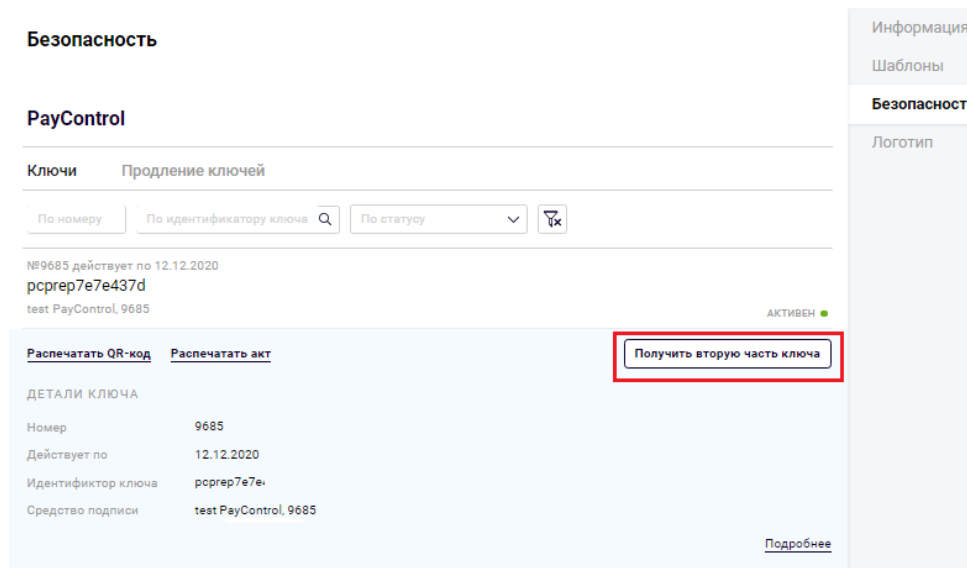 Безопасность
PayControl
Ключи Продление ключей
По номеру По идентификатору ключа По статусу
№9685 действует по 12.12.2020
pcprep7e7e437d
test PayControl, 9685
АКТИВЕН
Распечатать QR-код Распечатать акт Получить вторую часть ключа
ДЕТАЛИ КЛЮЧА
Номер 9685
Действует по 12.12.2020
Идентификтор ключа pcprep7e7e
Средство подписи test PayControl, 9685
Подробнее
Информация
Шаблоны
Безопасност
Логотип